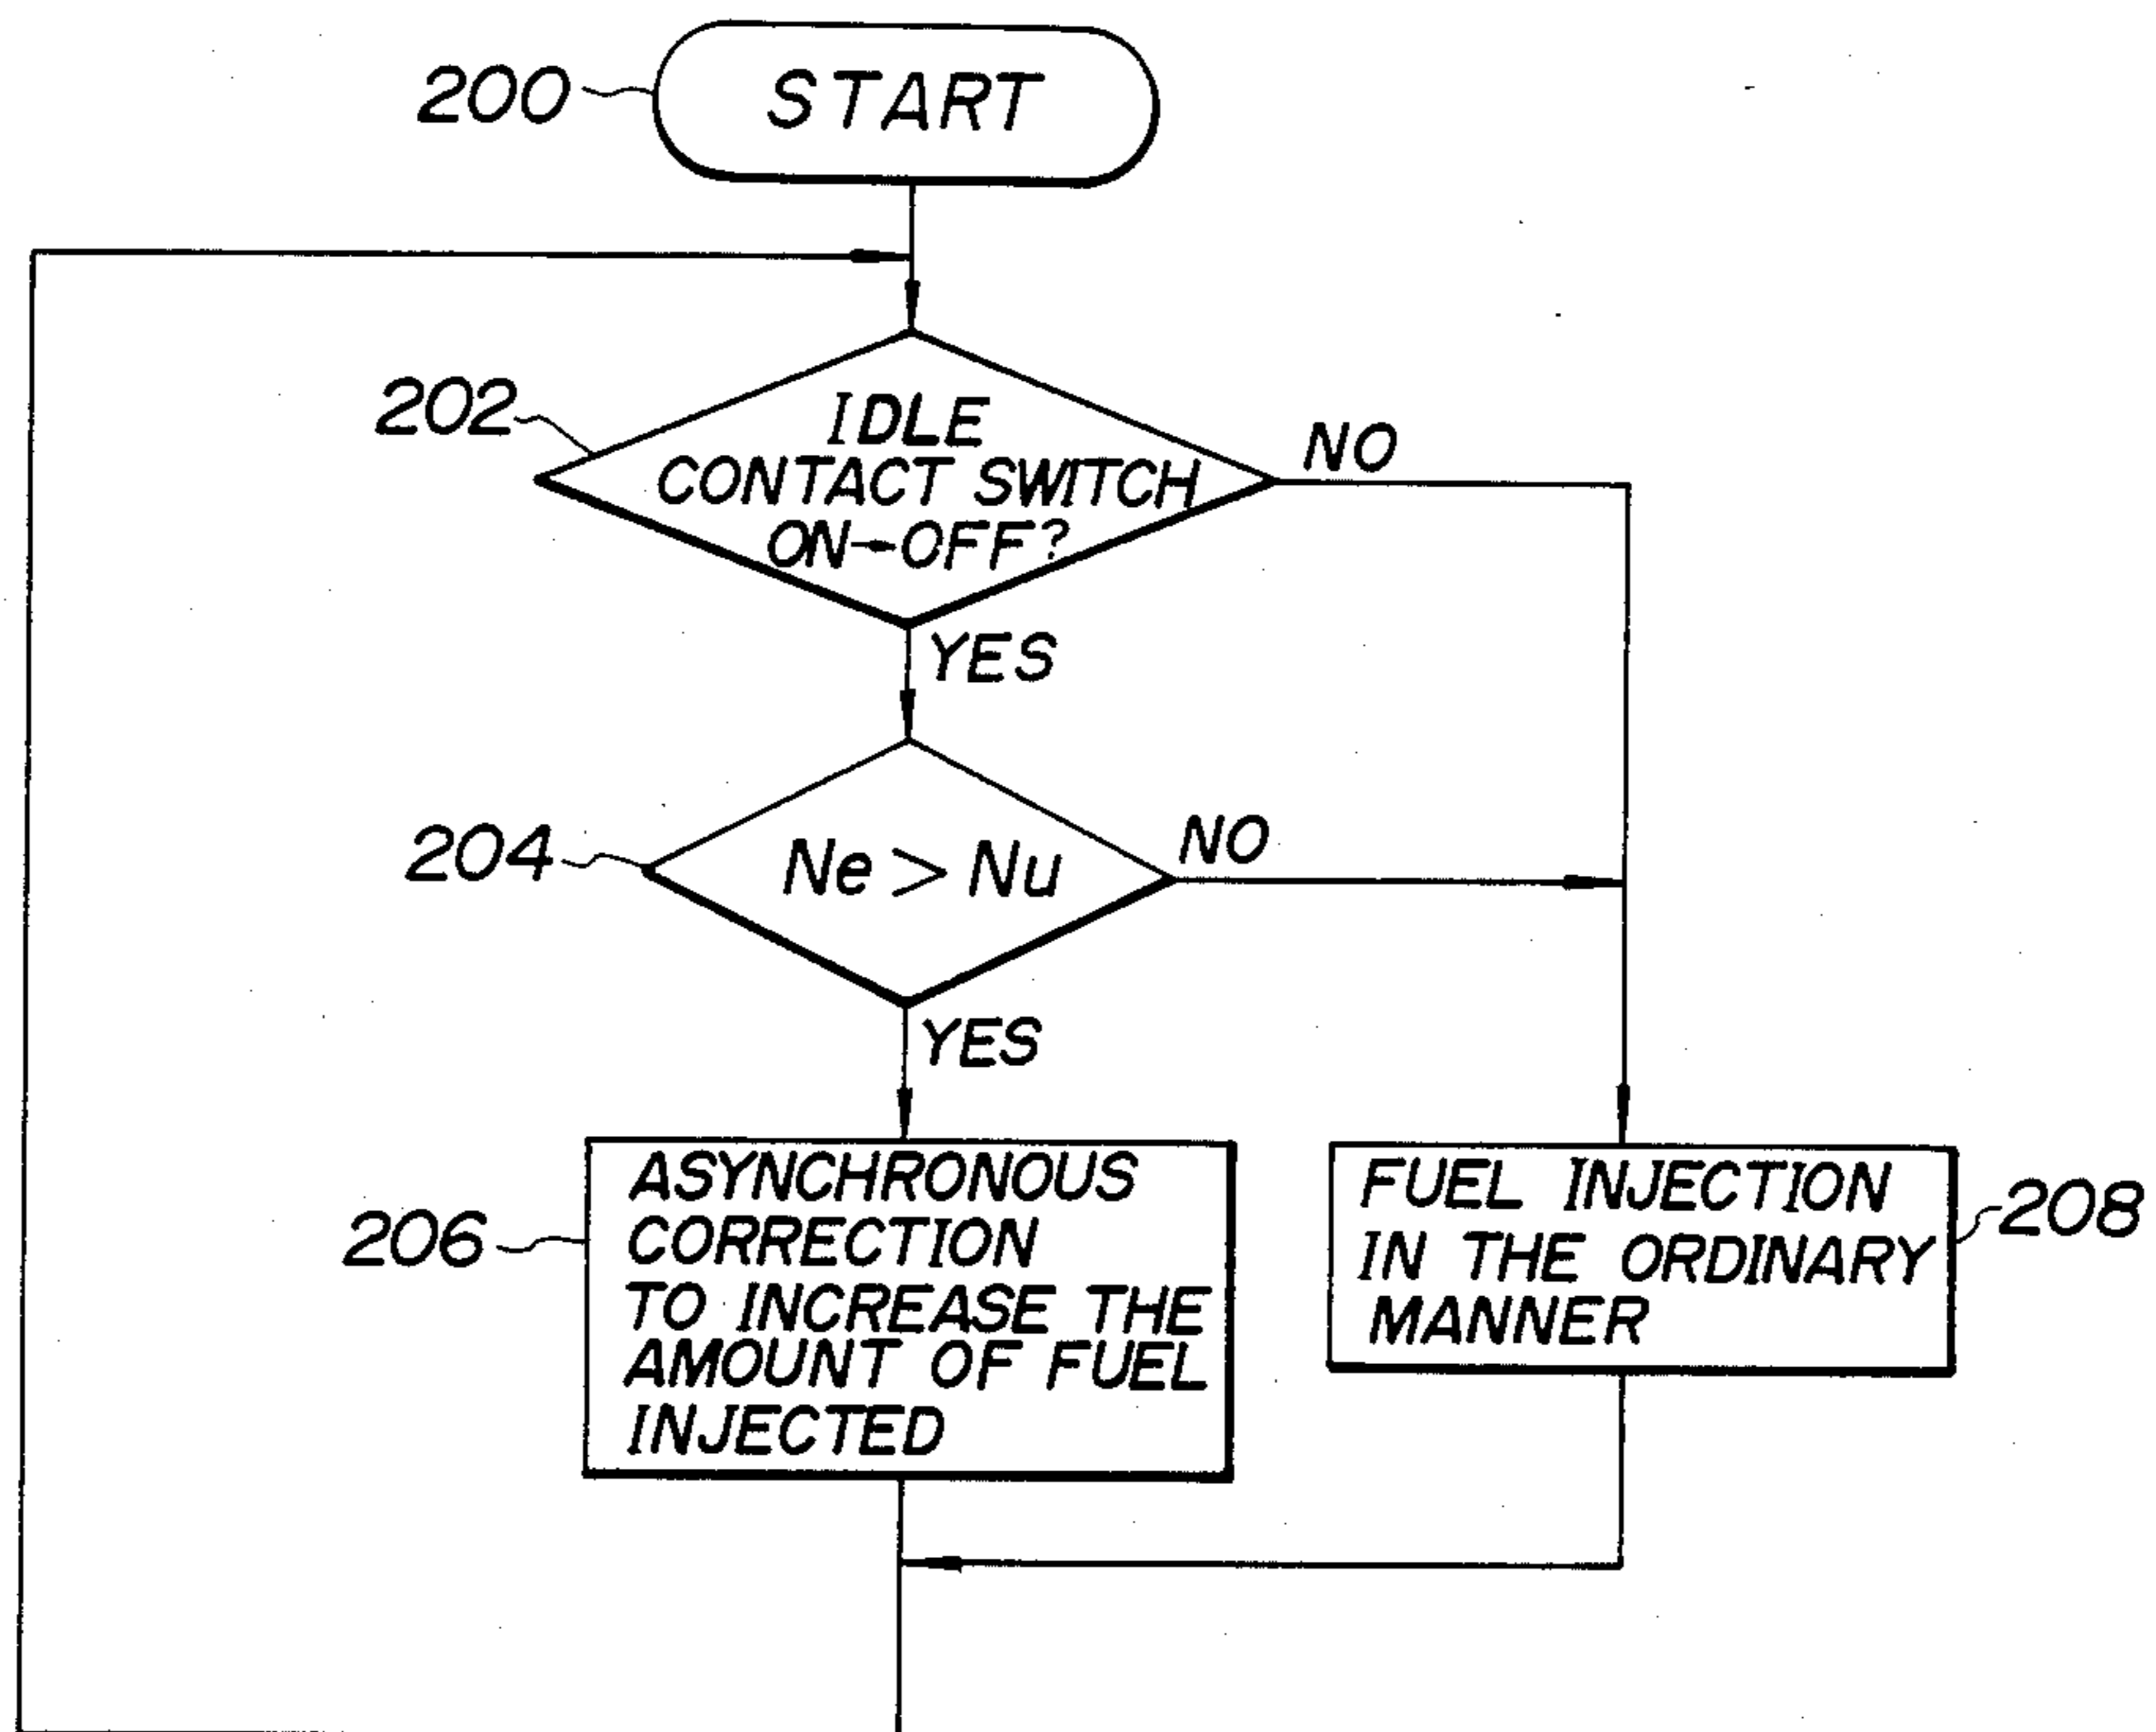 200
START
202
IDLE
CONTACT SWITCH
ON→OFF?
NO
YES
204
Ne > Nu
NO
YES
206
ASYNCHRONOUS
CORRECTION
TO INCREASE THE
AMOUNT OF FUEL
INJECTED
FUEL INJECTION
IN THE ORDINARY
MANNER
208